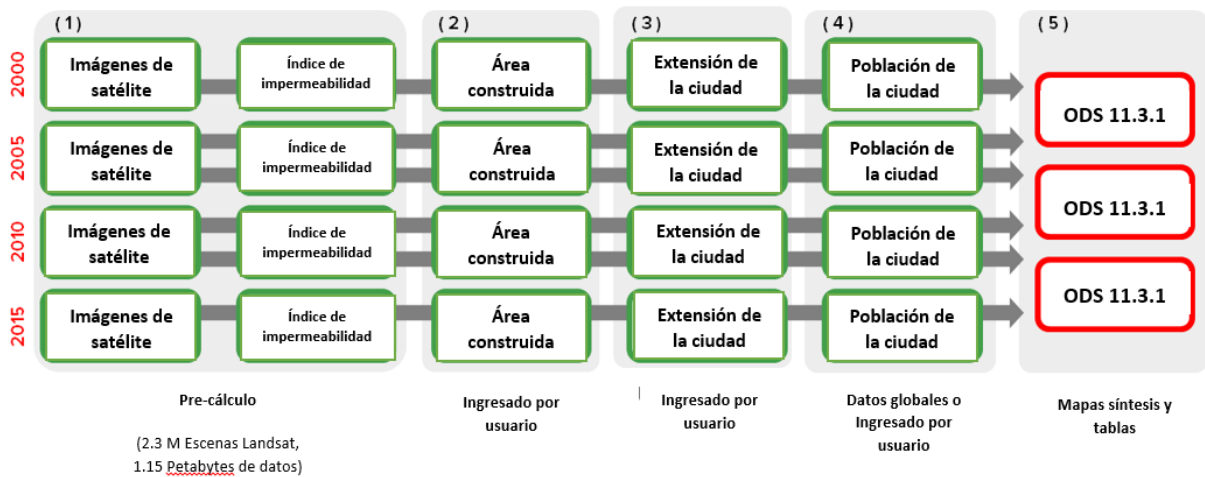 ( 1 )
( 2 )
( 3 )
( 4 )
( 5 )
2000
Imágenes de
satélite
Índice de
impermeabilidad
Área
construida
Extensión de
la ciudad
Población de
la ciudad
2005
Imágenes de
satélite
Índice de
impermeabilidad
Área
construida
Extensión de
la ciudad
Población de
la ciudad
2010
Imágenes de
satélite
Índice de
impermeabilidad
Área
construida
Extensión de
la ciudad
Población de
la ciudad
2015
Imágenes de
satélite
Índice de
impermeabilidad
Área
construida
Extensión de
la ciudad
Población de
la ciudad
ODS 11.3.1
ODS 11.3.1
ODS 11.3.1
Pre-cálculo
(2.3 M Escenas Landsat,
1.15 Petabytes de datos)
Ingresado por
usuario
Ingresado por
usuario
Datos globales o
Ingresado por
usuario
Mapas síntesis y
tablas